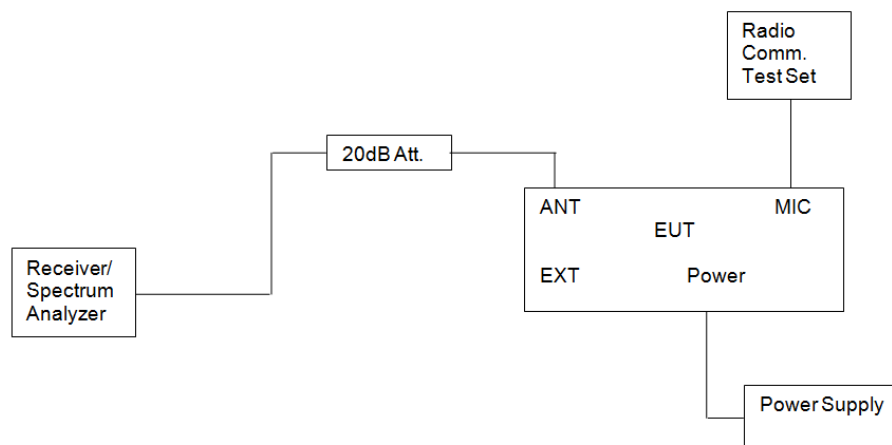 Radio
Comm.
Test Set
20dB Att.
ANT
MIC
EUT
EXT
Power
Receiver/
Spectrum
Analyzer
Power Supply